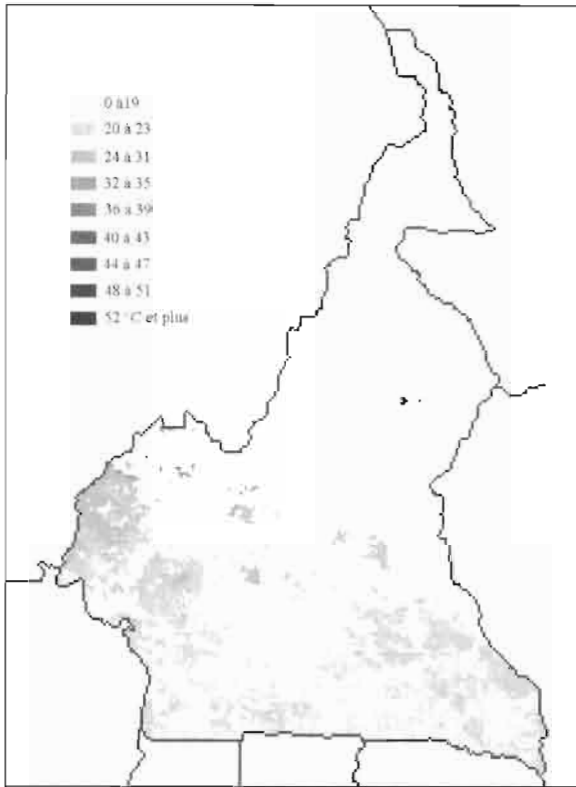 0 à19
20 à 23
24 à 31
32 à 35
36 à 39
40 à 43
44 à 47
48 à 51
52 °C et plus